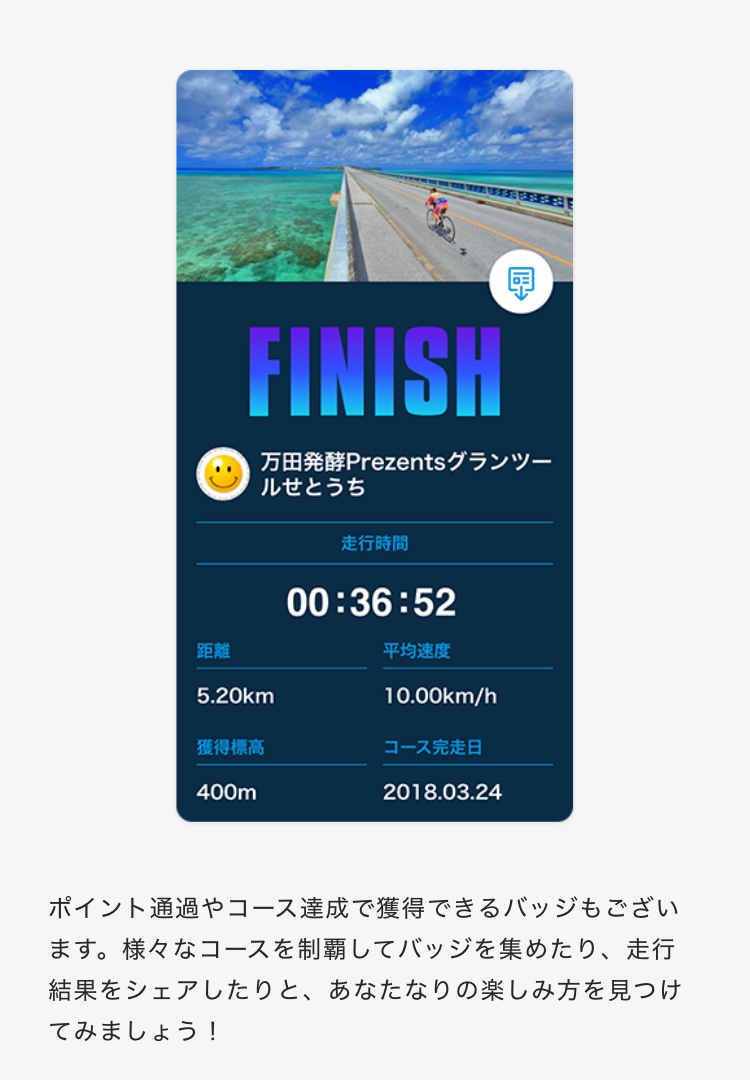 FINISH
万田発酵Prezentsグランツー
ルせとうち
走行時間
00:36:52
距離
平均速度
5.20km
10.00km/h
獲得標高
コース完走日
400m
2018.03.24
ポイント通過やコース達成で獲得できるバッジもござい
ます。様々なコースを制覇してバッジを集めたり、走行
結果をシェアしたりと、あなたなりの楽しみ方を見つけ
てみましょう！